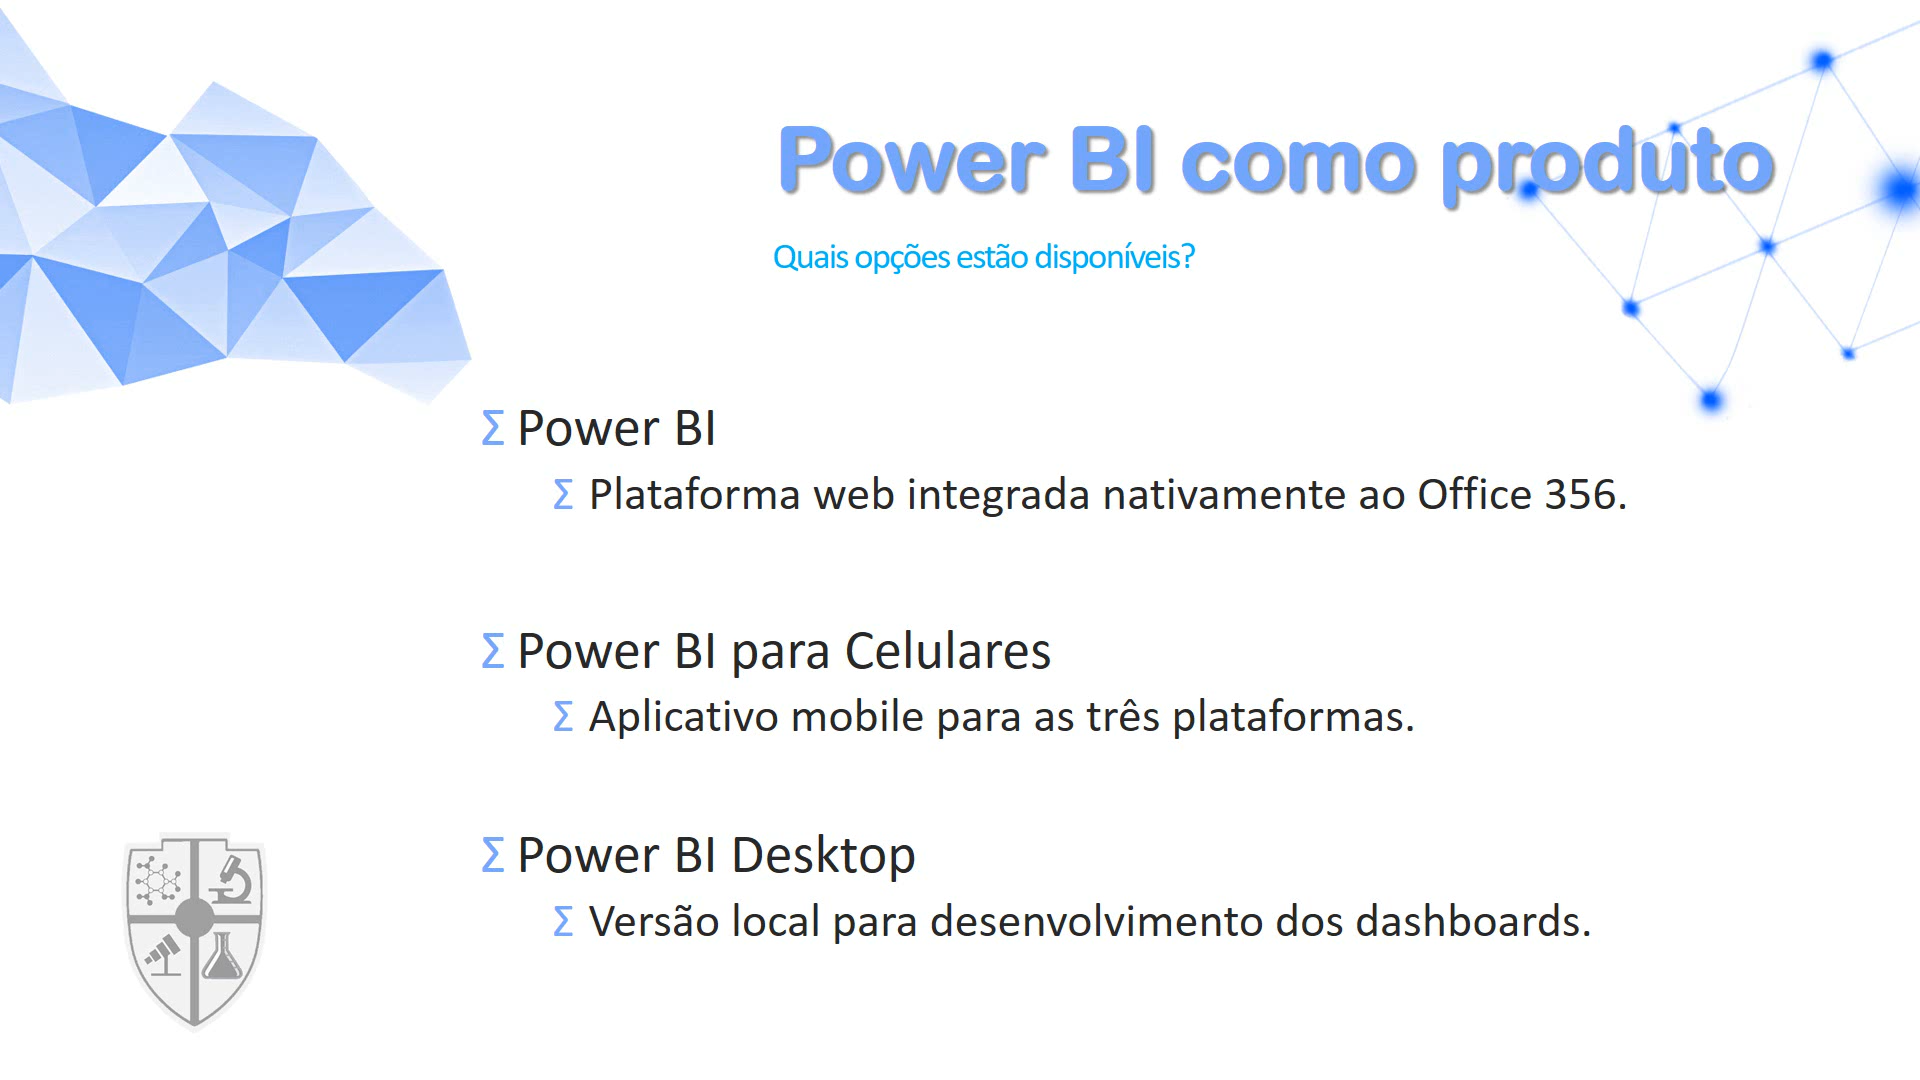 Power BI como produto
Quais opções estão disponíveis?
Σ Power BI
Σ Plataforma web integrada nativamente ao Office 356.
Σ Power BI para Celulares
Σ Aplicativo mobile para as três plataformas.
Σ Power BI Desktop
Σ Versão local para desenvolvimento dos dashboards.